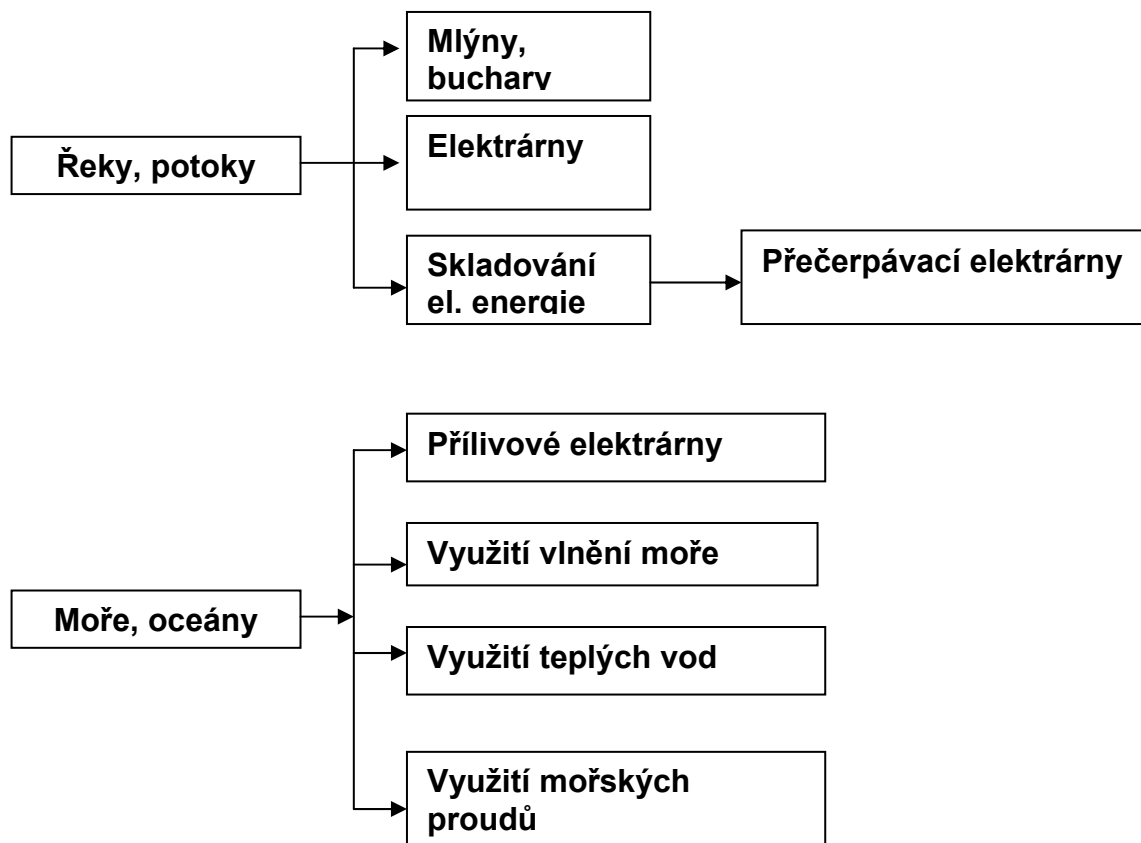 Mlýny,
buchary
Řeky, potoky
Elektrárny
Skladování
el. energie
Přečerpávací elektrárny
Přílivové elektrárny
Využití vlnění moře
Moře, oceány
Využití teplých vod
Využití mořských
proudů